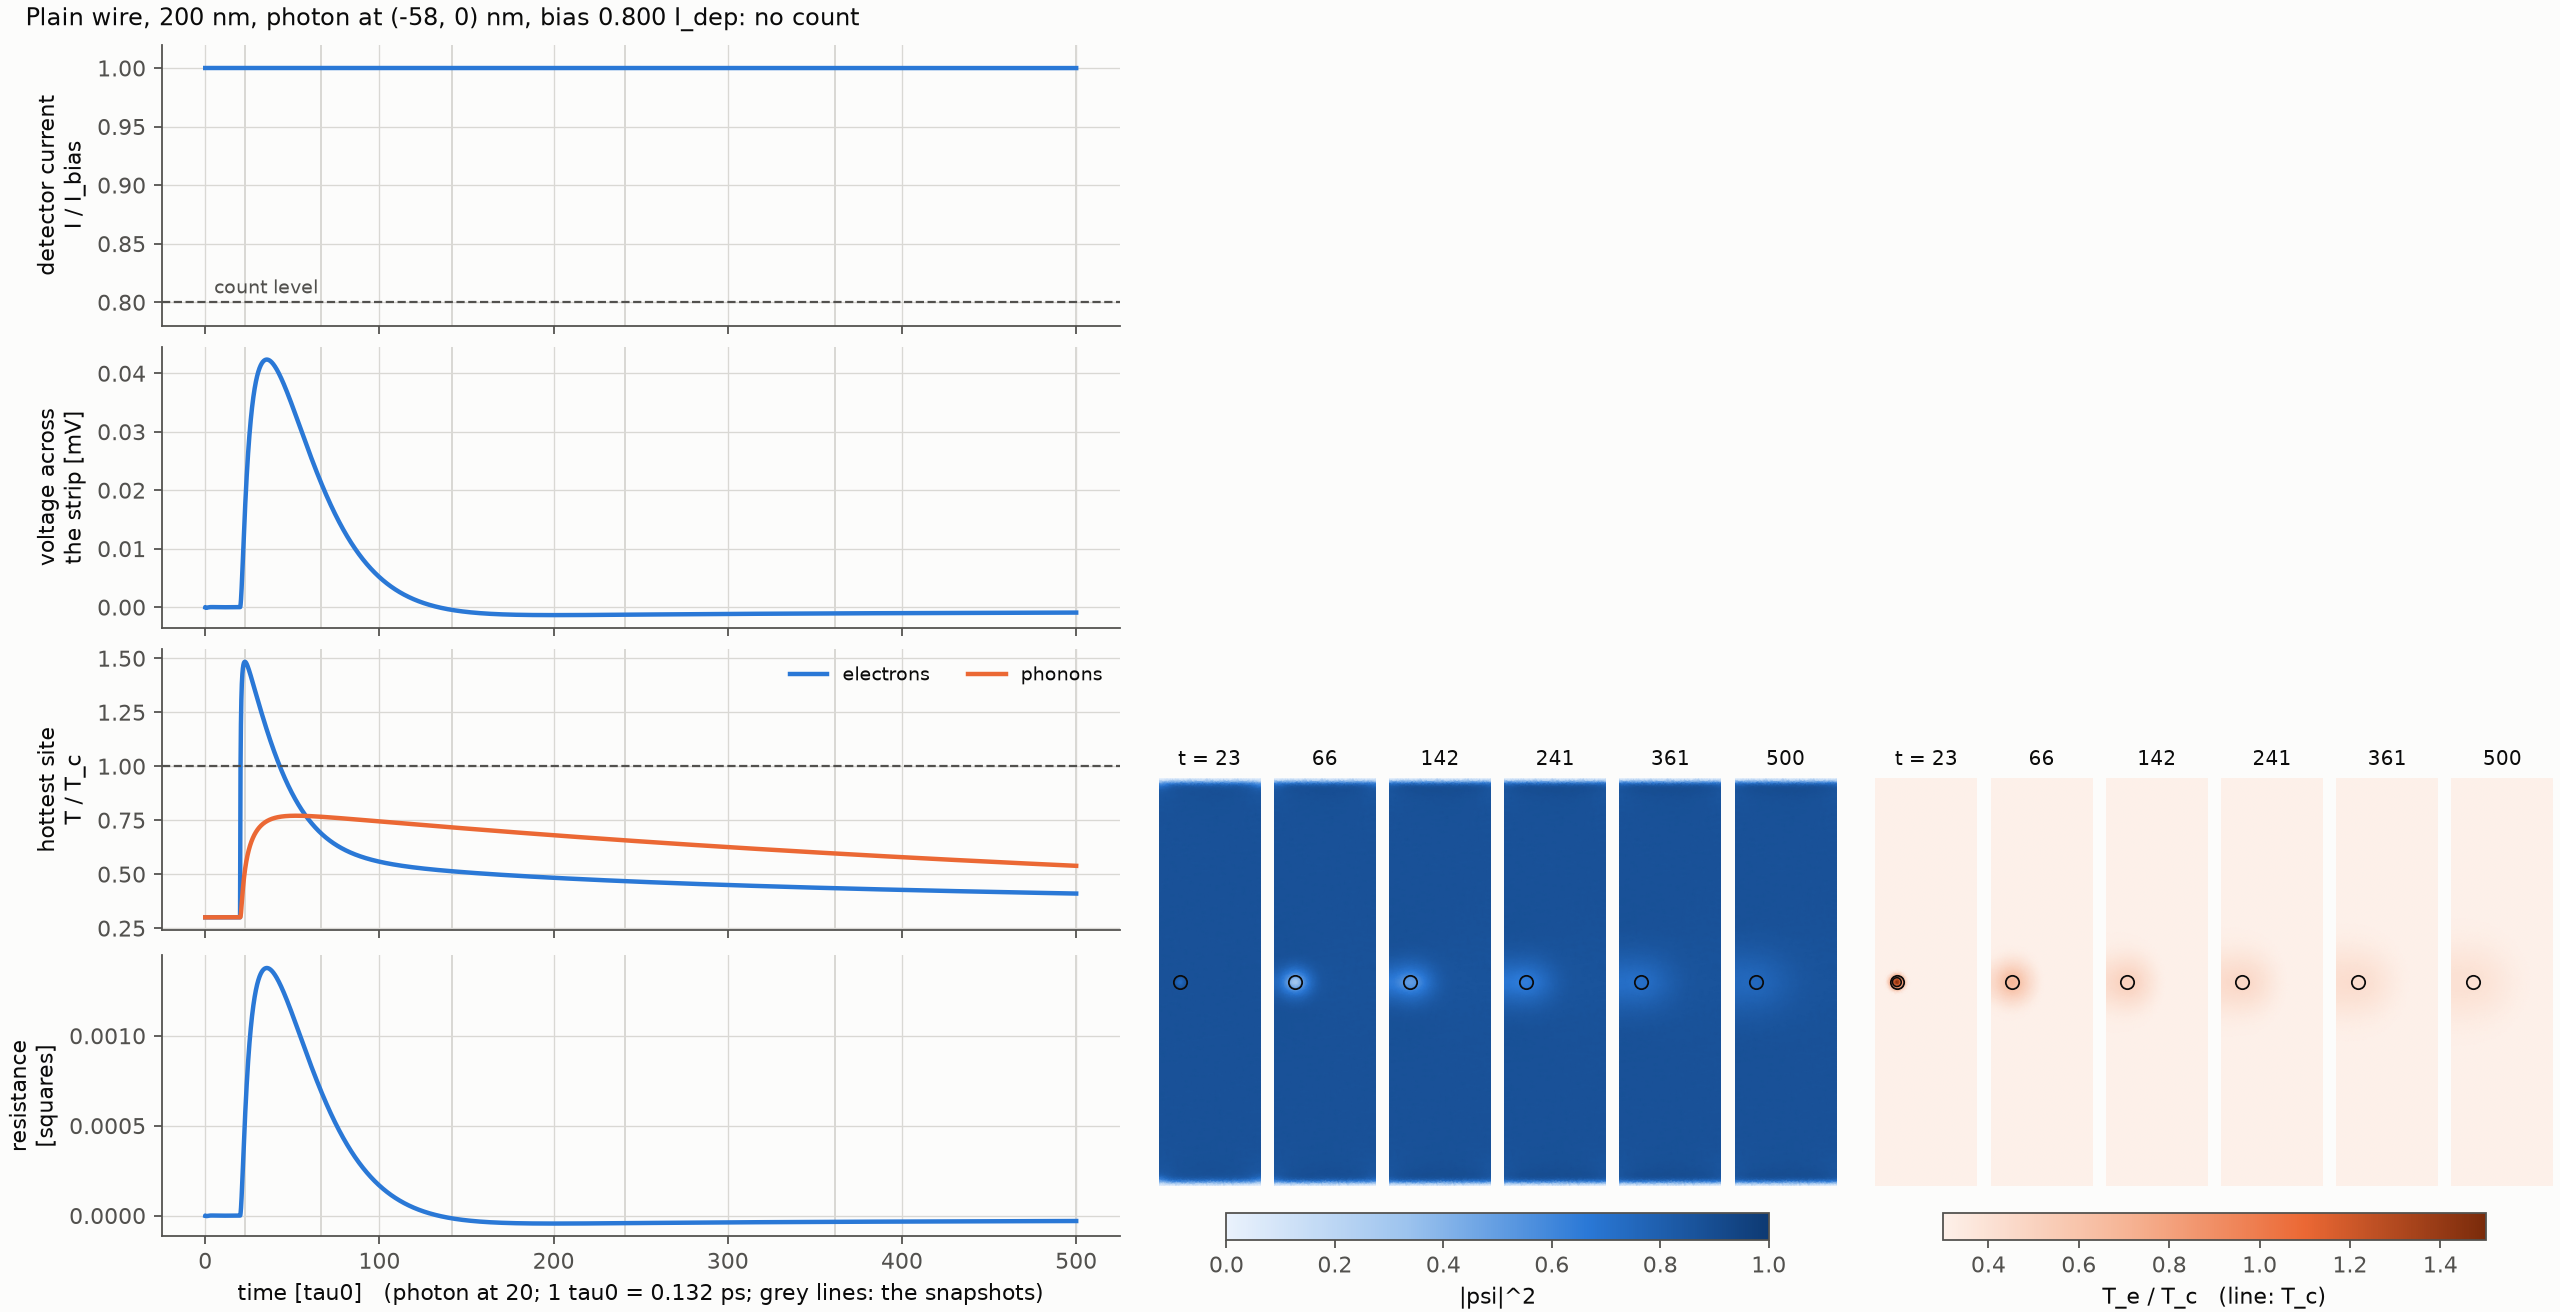 Plain wire, 200 nm, photon at (-58, 0) nm, bias 0.800 I_dep: no count
detector current
I / I_bias
1.00
0.95
0.90
0.85
0.80
count level
voltage across
the strip [mV]
0.04
0.03
0.02
0.01
0.00
hottest site
T / T_c
1.50
1.25
1.00
0.75
0.50
0.25
electrons
phonons
resistance
[squares]
0.0010
0.0005
0.0000
0 100 200 300 400 500
time [tau0]   (photon at 20; 1 tau0 = 0.132 ps; grey lines: the snapshots)
t = 23 66 142 241 361 500
0.0 0.2 0.4 0.6 0.8 1.0
|psi|^2
t = 23 66 142 241 361 500
0.4 0.6 0.8 1.0 1.2 1.4
T_e / T_c   (line: T_c)